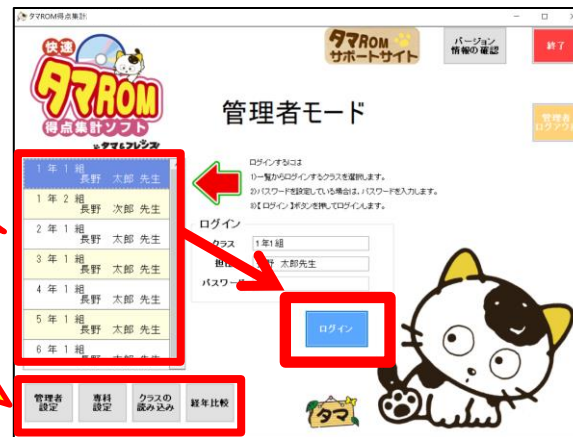 タマROM得点集計
快速
タマROM
得点集計ソフト
by タマ&フレンズ
タマROM
サポートサイト
バージョン
情報の確認
終了
管理者モード
管理者
ログアウト
1 年 1 組
長野 太郎 先生
1 年 2 組
長野 次郎 先生
2 年 1 組
長野 太郎 先生
3 年 1 組
長野 太郎 先生
4 年 1 組
長野 太郎 先生
5 年 1 組
長野 太郎 先生
6 年 1 組
ログインするには
1)一覧からログインするクラスを選択します。
2)パスワードを設定している場合は、パスワードを入力します。
3)【 ログイン 】ボタンを押してログインします。
ログイン
クラス 1年1組
太郎先生
パスワード
ログイン
管理者
設定
専科
設定
クラスの
読み込み
経年比較
タマ